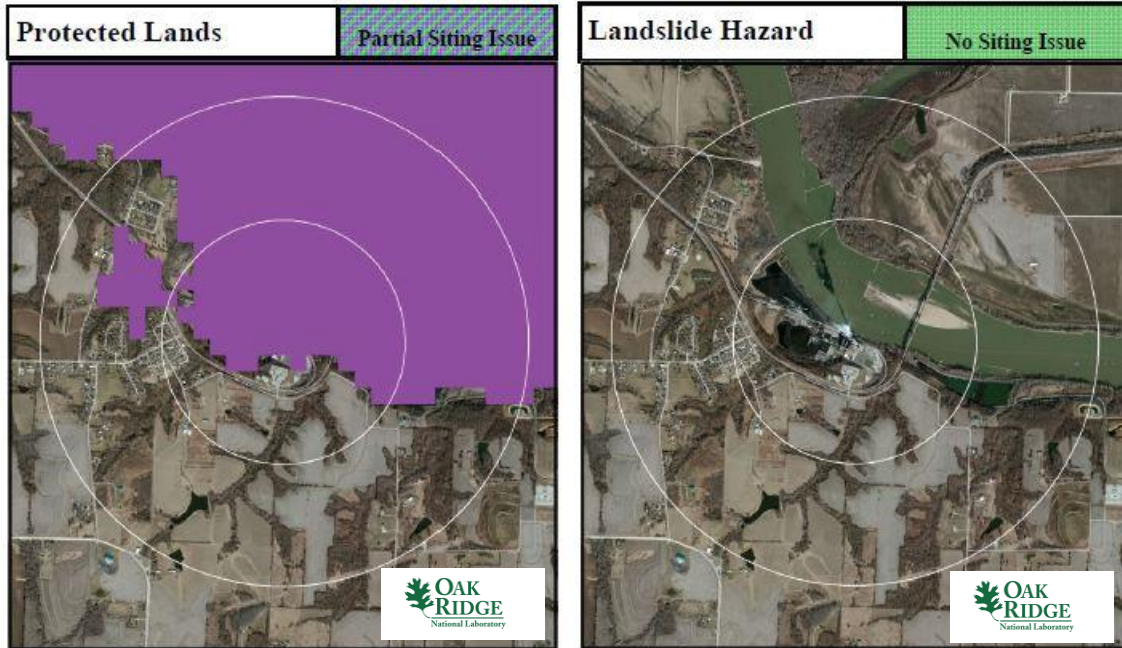 Protected Lands
Partial Siting Issue
Landslide Hazard
No Siting Issue
OAK
RIDGE
National Laboratory
OAK
RIDGE
National Laboratory